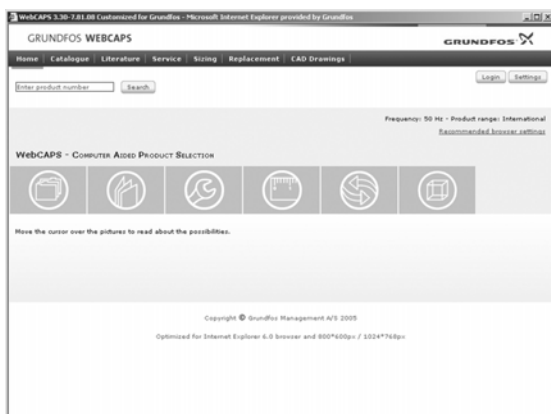 WebCAPS 3.30-7.81.08 Customized for Grundfos - Microsoft Internet Explorer provided by Grundfos
GRUNDFOS WEBCAPS
GRUNDFOS
Home Catalogue Literature Service Sizing Replacement CAD Drawings
Login Settings
Enter product number Search
Frequency: 50 Hz - Product range: International
Recommended browser settings
WebCAPS - Computer Aided Product Selection
Move the cursor over the pictures to read about the possibilities.
Copyright © Grundfos Management A/S 2005
Optimized for Internet Explorer 6.0 browser and 800*600px / 1024*768px